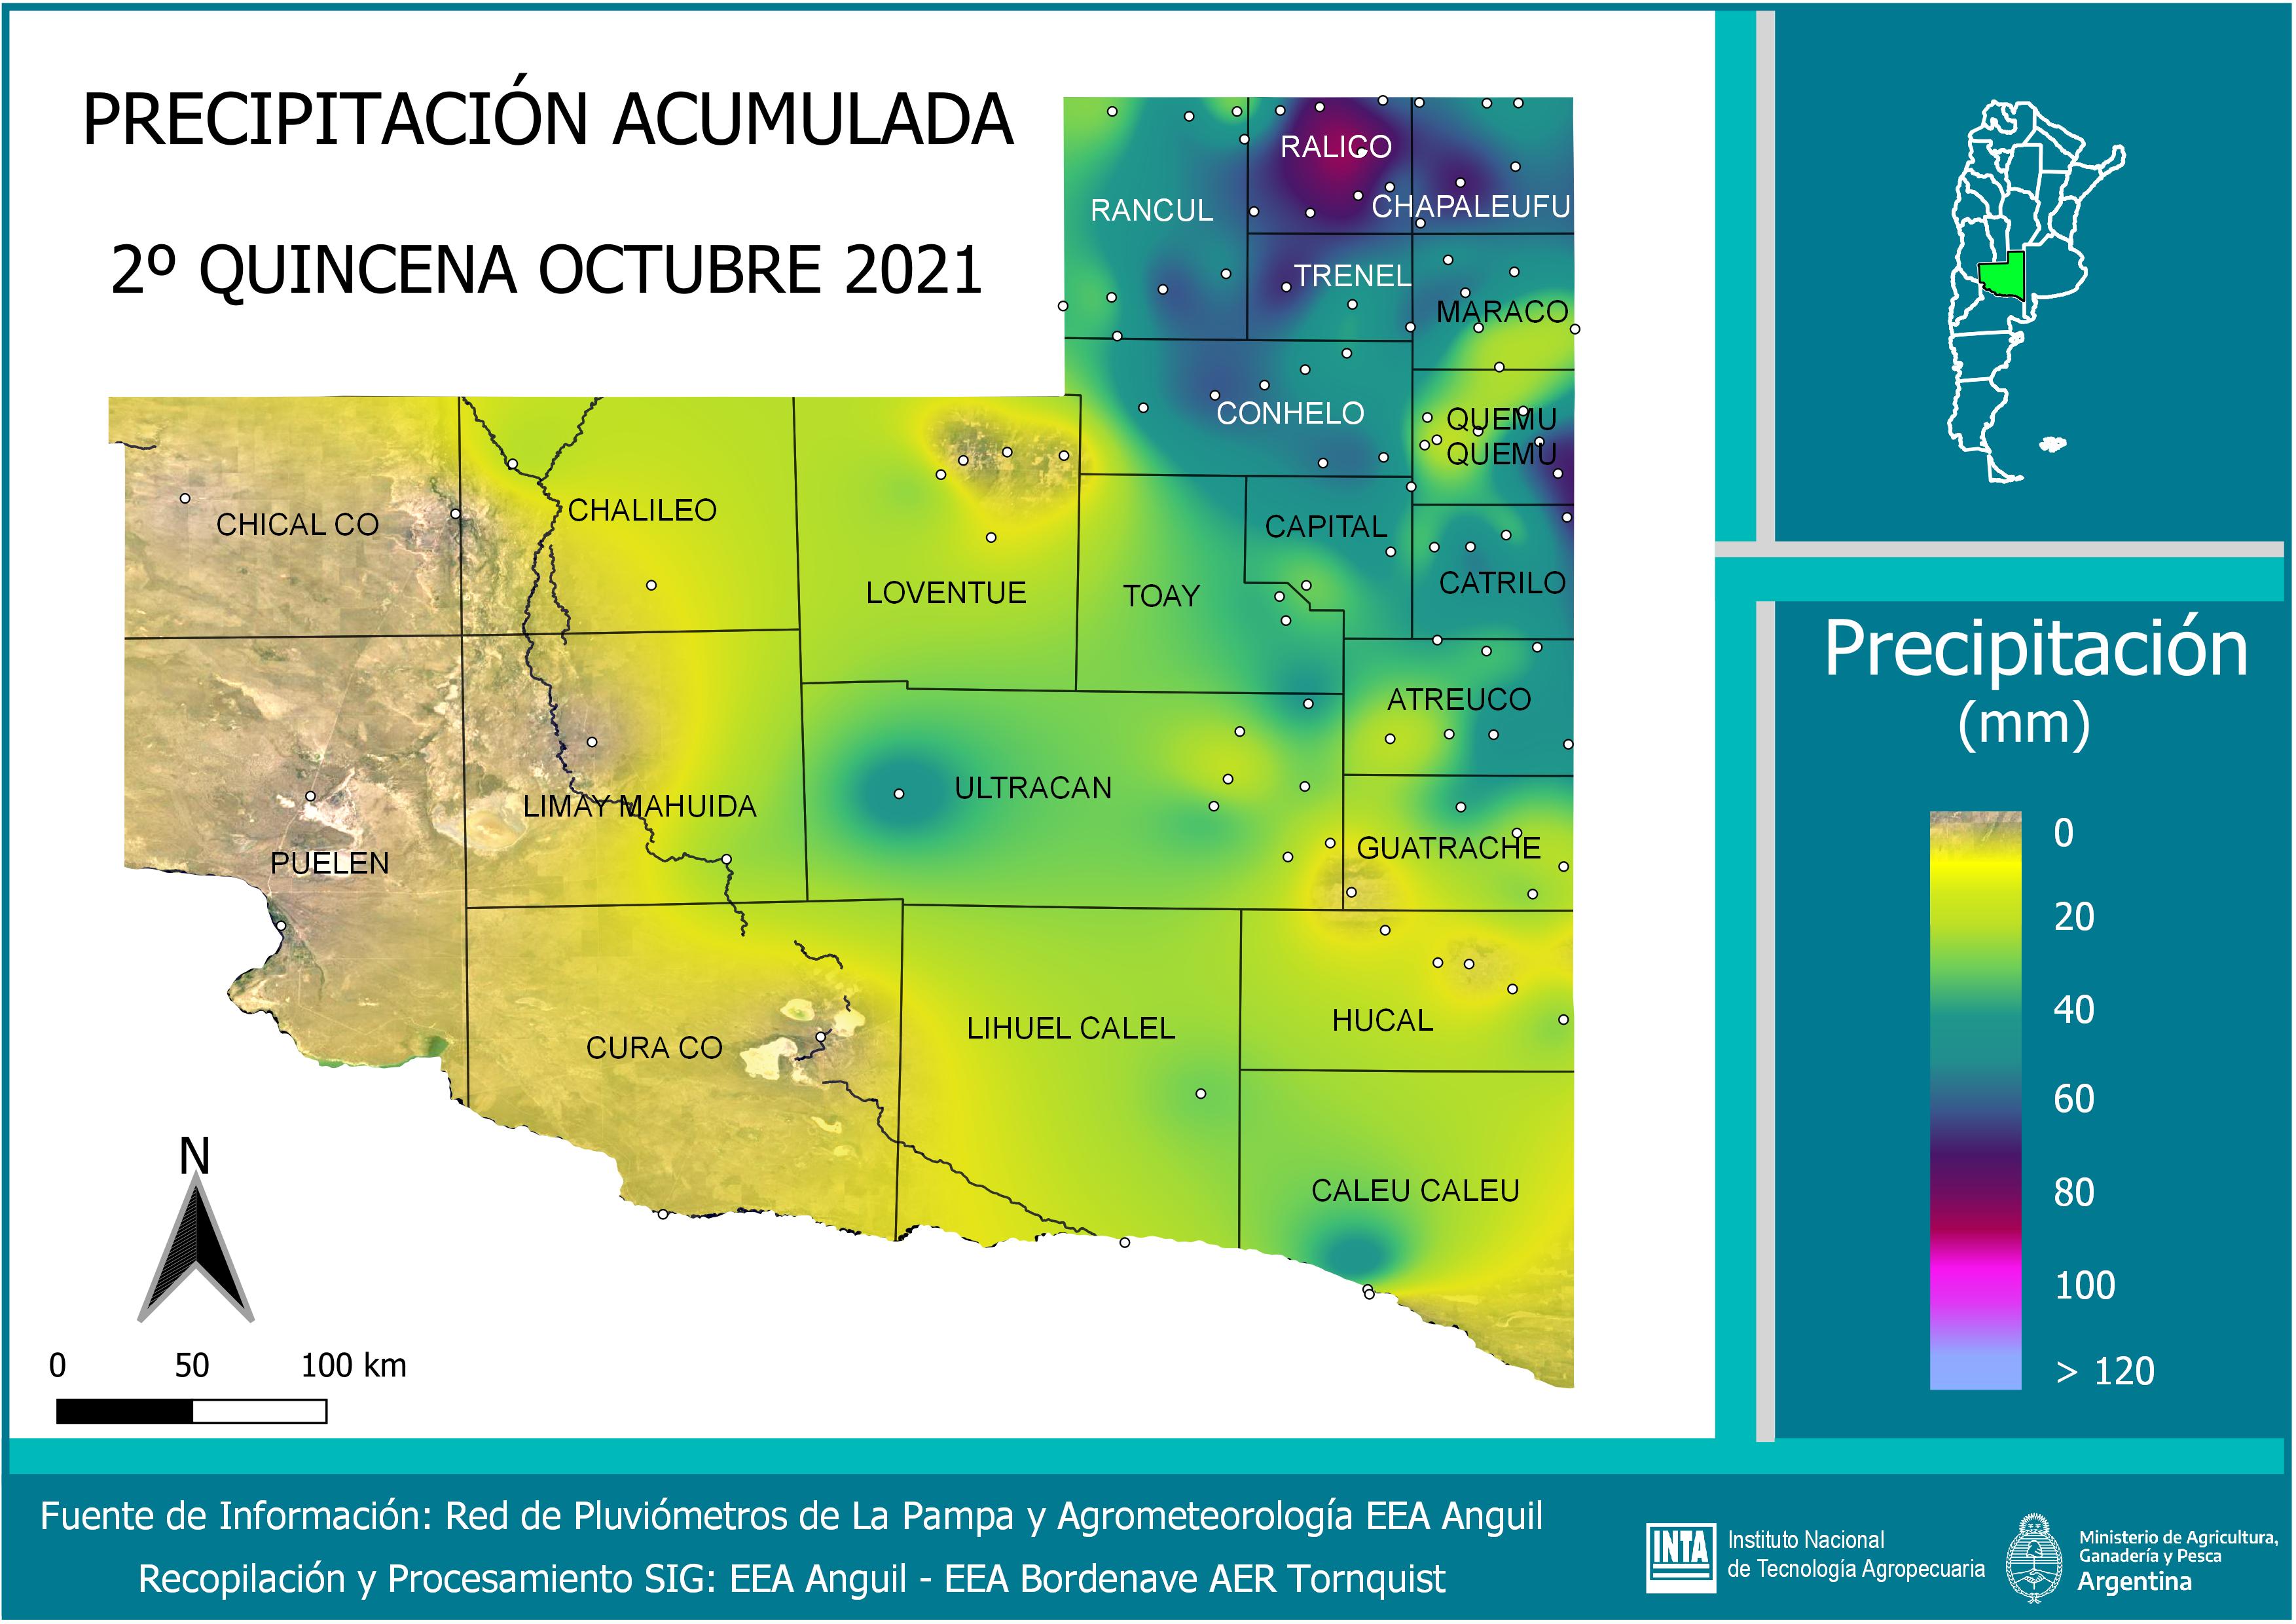 PRECIPITACIÓN ACUMULADA
2º QUINCENA OCTUBRE 2021
RALICO
RANCUL
CHAPALEUFU
TRENEL
MARACO
CONHELO
QUEMU
QUEMU
CHICAL CO
CHALILEO
CAPITAL
LOVENTUE
TOAY
CATRILO
ATREUCO
ULTRACAN
LIMAY MAHUIDA
PUELEN
GUATRACHE
LIHUEL CALEL
HUCAL
CURA CO
CALEU CALEU
N
0 50 100 km
Precipitación
(mm)
0
20
40
60
80
100
> 120
Fuente de Información: Red de Pluviómetros de La Pampa y Agrometeorología EEA Anguil
Recopilación y Procesamiento SIG: EEA Anguil - EEA Bordenave AER Tornquist
INTA
Instituto Nacional
de Tecnología Agropecuaria
Ministerio de Agricultura,
Ganadería y Pesca
Argentina